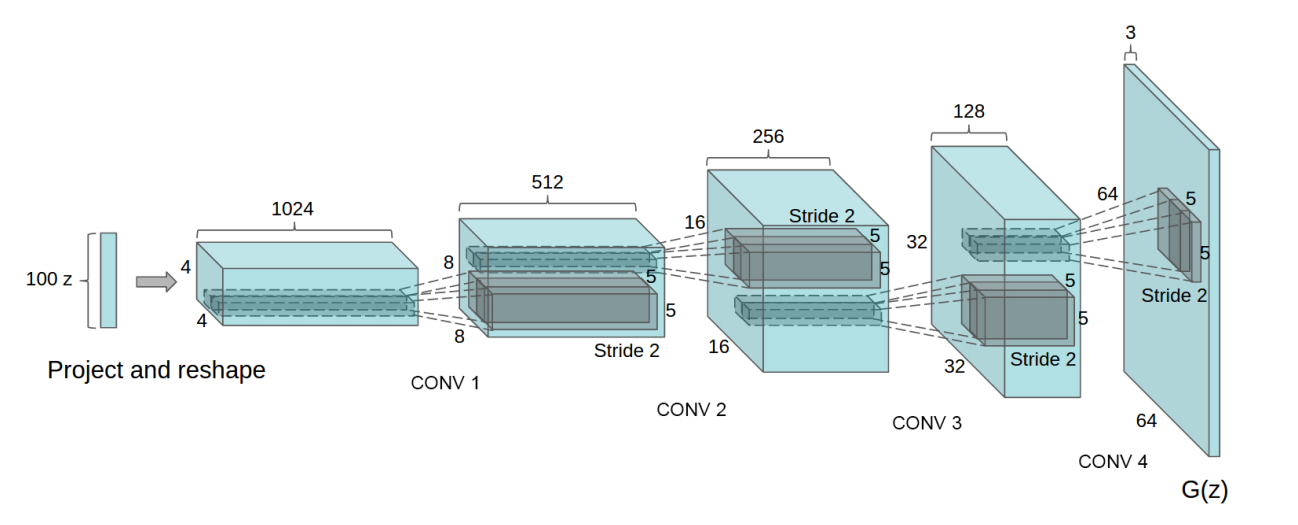 100 z
Project and reshape
1024
4
4
CONV 1
512
8
8
5
5
Stride 2
CONV 2
256
16
16
Stride 2
5
5
CONV 3
128
32
32
5
5
Stride 2
CONV 4
3
64
64
5
5
Stride 2
G(z)